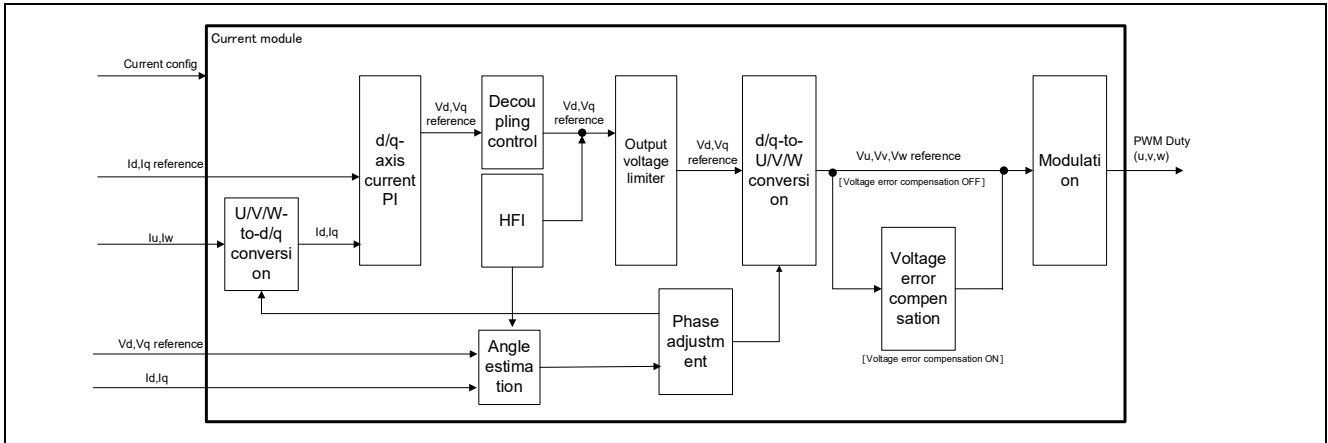 Current module
Current config
Id,Iq reference
Iu,Iw
Vd,Vq reference
Id,Iq
U/V/W-
to-d/q
conversi
on
Id,Iq
d/q-
axis
current
PI
Vd,Vq
reference
Decou
pling
control
HFI
Vd,Vq
reference
Angle
estima
tion
Output
voltage
limiter
Phase
adjustm
ent
Vd,Vq
reference
d/q-to-
U/V/W
conversi
on
Vu,Vv,Vw reference
[Voltage error compensation OFF]
Voltage
error
compen
sation
[Voltage error compensation ON]
Modulati
on
PWM Duty
(u,v,w)